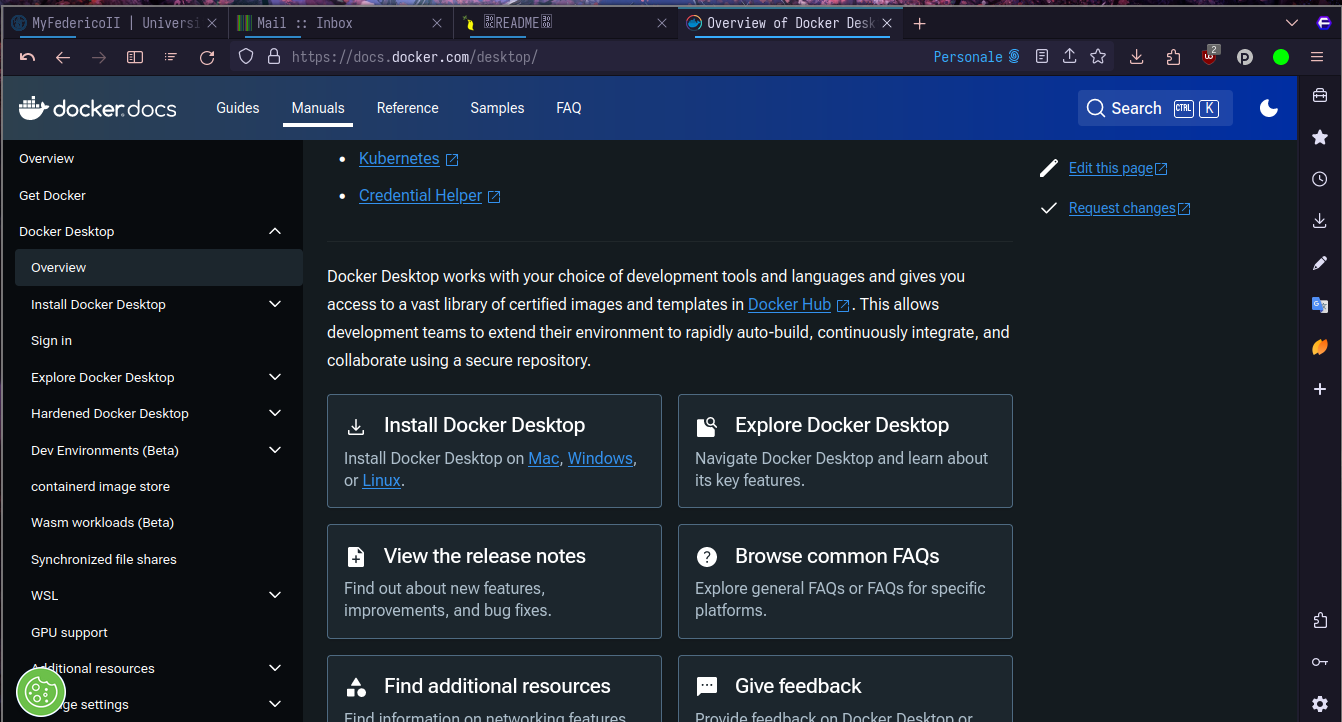 MyFedericoII | Universi
Mail :: Inbox
README
Overview of Docker Desk
https://docs.docker.com/desktop/
Personale
2
docker.docs
Guides
Manuals
Reference
Samples
FAQ
Search
CTRL
K
Overview
Get Docker
Docker Desktop
Overview
Install Docker Desktop
Sign in
Explore Docker Desktop
Hardened Docker Desktop
Dev Environments (Beta)
containerd image store
Wasm workloads (Beta)
Synchronized file shares
WSL
GPU support
Additional resources
ge settings
Kubernetes
Credential Helper
Docker Desktop works with your choice of development tools and languages and gives you
access to a vast library of certified images and templates in Docker Hub. This allows
development teams to extend their environment to rapidly auto-build, continuously integrate, and
collaborate using a secure repository.
Install Docker Desktop
Install Docker Desktop on Mac, Windows,
or Linux.
Explore Docker Desktop
Navigate Docker Desktop and learn about
its key features.
View the release notes
Find out about new features,
improvements, and bug fixes.
Browse common FAQs
Explore general FAQs or FAQs for specific
platforms.
Find additional resources
Find information on networking features,
Give feedback
Provide feedback on Docker Desktop or
Edit this page
Request changes